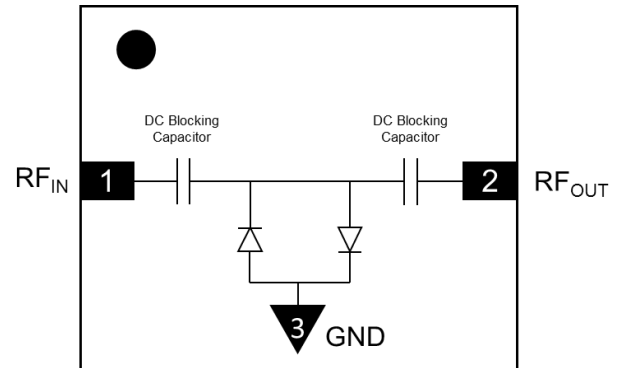 DC Blocking
Capacitor
DC Blocking
Capacitor
RFIN
1
2
RFOUT
3
GND